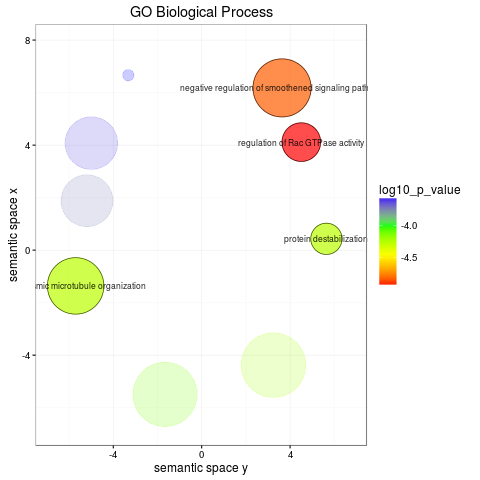 GO Biological Process
8
negative regulation of smoothened signaling path
regulation of Rac GTPase activity
4
log10_p_value
-4.0
-4.5
semantic space x
protein destabilization
0
mic microtubule organization
-4
-4 0 4
semantic space y